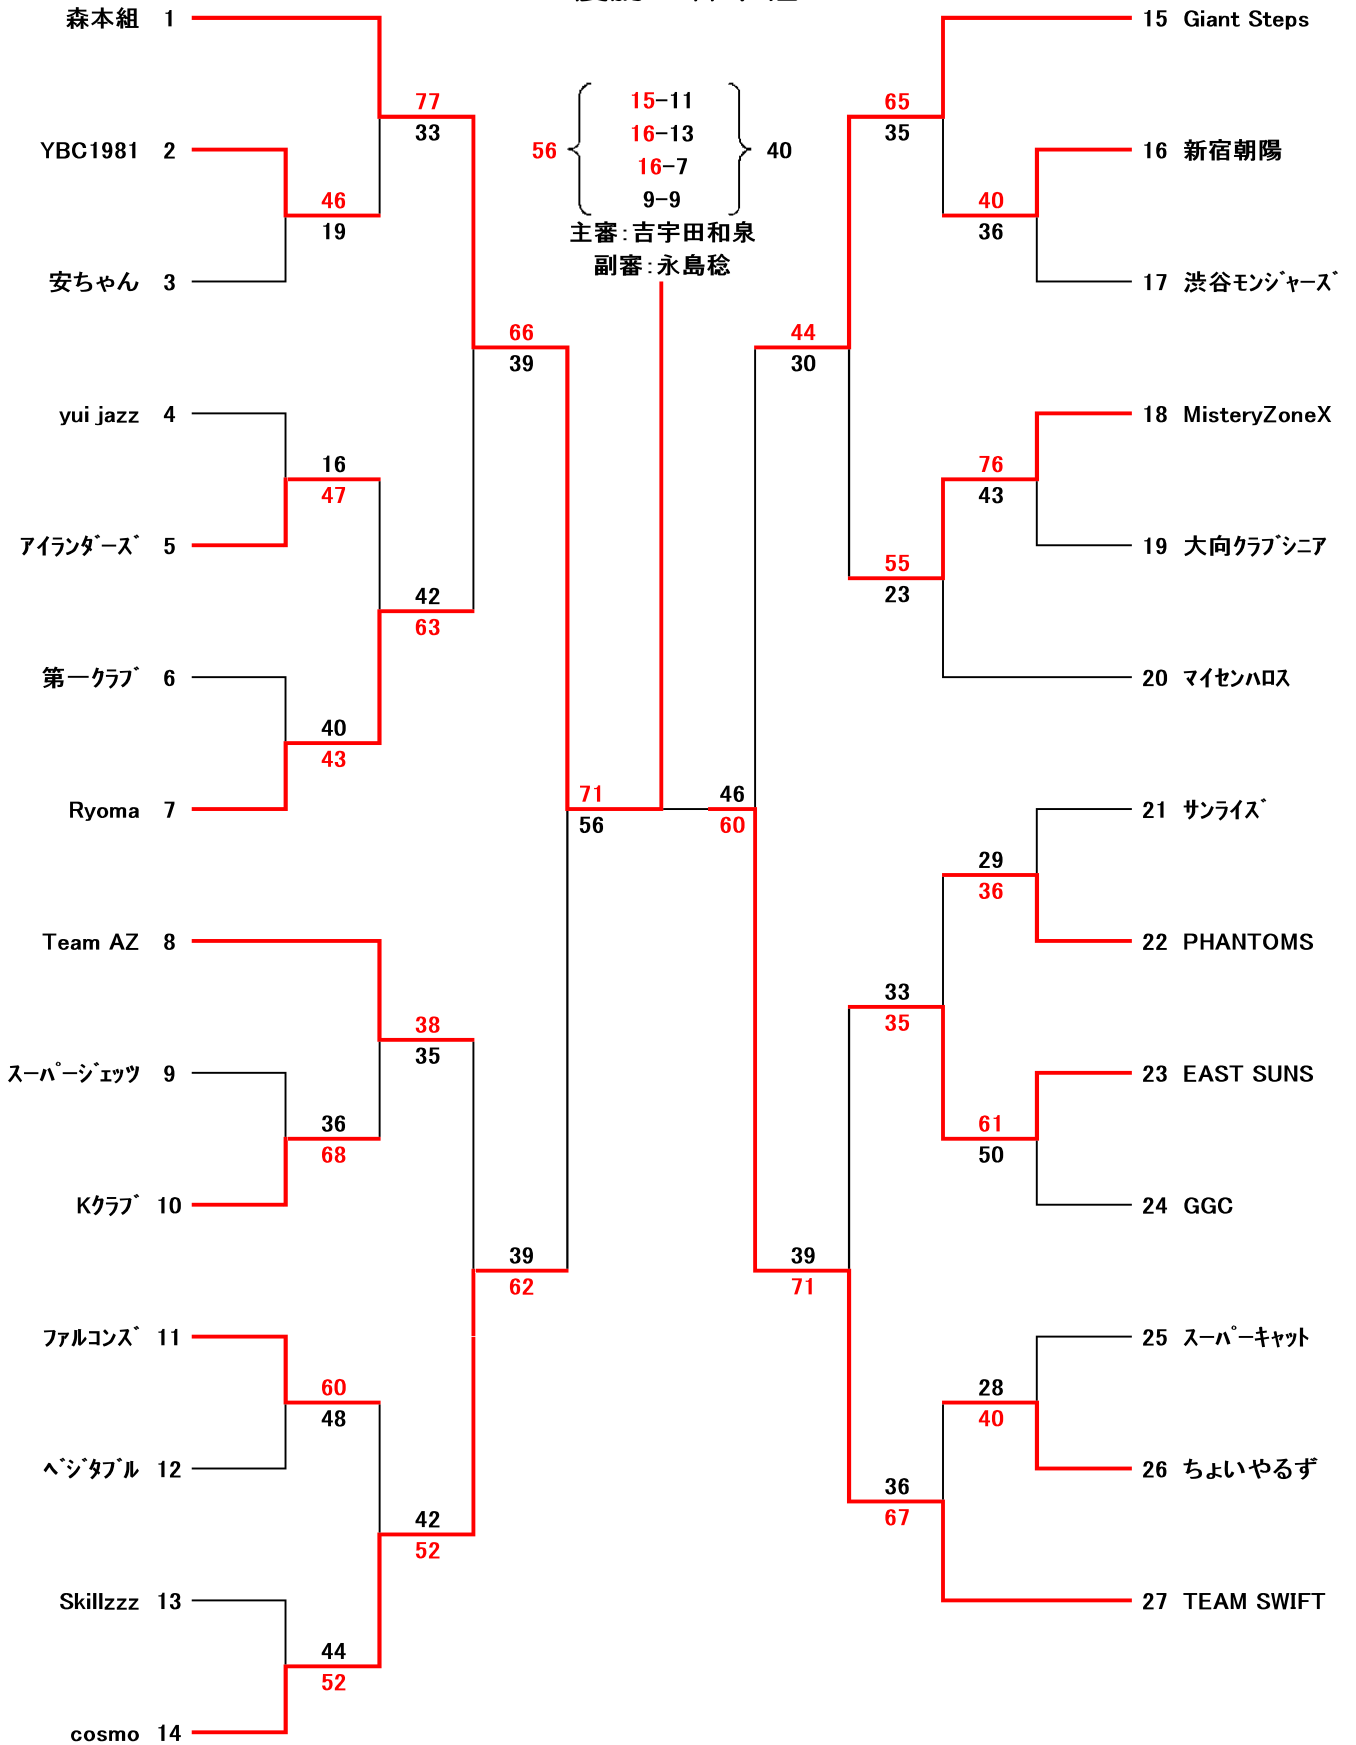 森本組 1
77
33
YBC1981 2
46
19
安ちゃん 3
66
39
yui jazz 4
16
47
アイランダーズ 5
42
63
第一クラブ 6
40
43
Ryoma 7
71
56
Team AZ 8
38
35
スーパージェッツ 9
36
68
Kクラブ 10
39
62
ファルコンズ 11
60
48
ベジタブル 12
42
52
Skillzzz 13
44
52
cosmo 14
15-11
16-13
56 16-7 40
9-9
主審:吉宇田和泉
副審:永島稔
15 Giant Steps
65
35
16 新宿朝陽
40
36
17 渋谷モンジャーズ
44
30
18 MisteryZoneX
76
43
19 大向クラブシニア
55
23
20 マイセンハロス
46
60
21 サンライズ
29
36
22 PHANTOMS
33
35
23 EAST SUNS
61
50
24 GGC
39
71
25 スーパーキャット
28
40
26 ちょいやるず
36
67
27 TEAM SWIFT